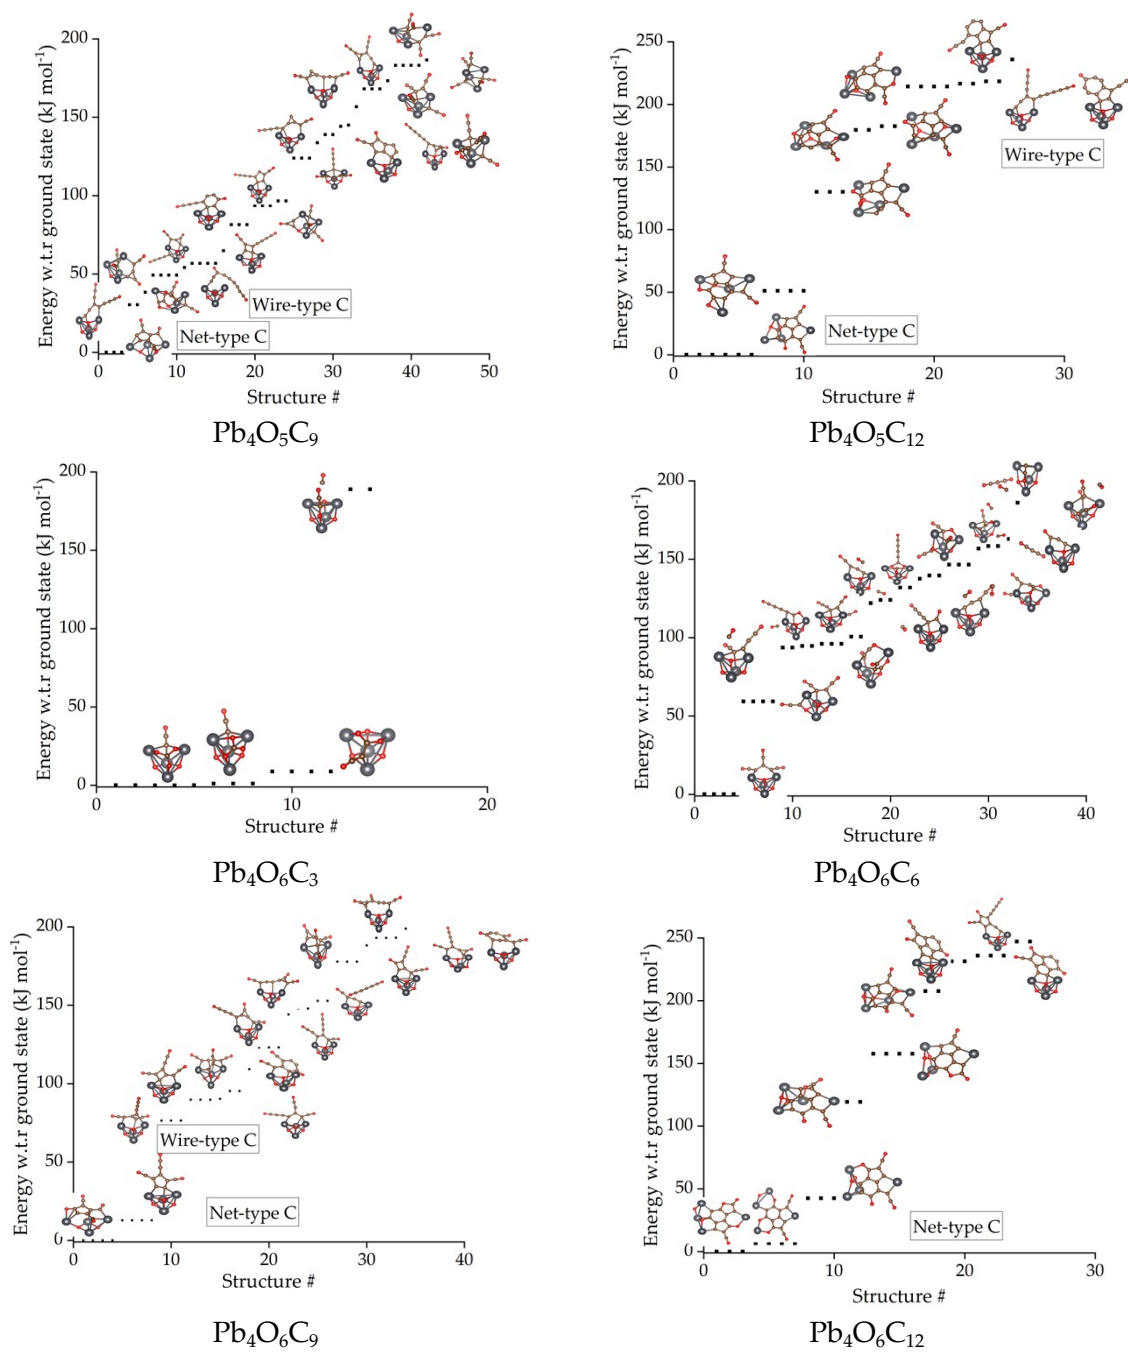 Energy w.t.r ground state (kJ mol⁻¹)
200
150
100
50
0
0 10 20 30 40 50
Structure #
Wire-type C
Net-type C
Pb₄O₅C₉
Energy w.t.r ground state (kJ mol⁻¹)
250
200
150
100
50
0
0 10 20 30
Structure #
Wire-type C
Net-type C
Pb₄O₅C₁₂
Energy w.t.r ground state (kJ mol⁻¹)
200
150
100
50
0
0 10 20
Structure #
Pb₄O₆C₃
Energy w.t.r ground state (kJ mol⁻¹)
200
150
100
50
0
0 10 20 30 40
Structure #
Pb₄O₆C₆
Energy w.t.r ground state (kJ mol⁻¹)
200
150
100
50
0
0 10 20 30 40
Structure #
Wire-type C
Net-type C
Pb₄O₆C₉
Energy w.t.r ground state (kJ mol⁻¹)
250
200
150
100
50
0
0 10 20 30
Structure #
Net-type C
Pb₄O₆C₁₂